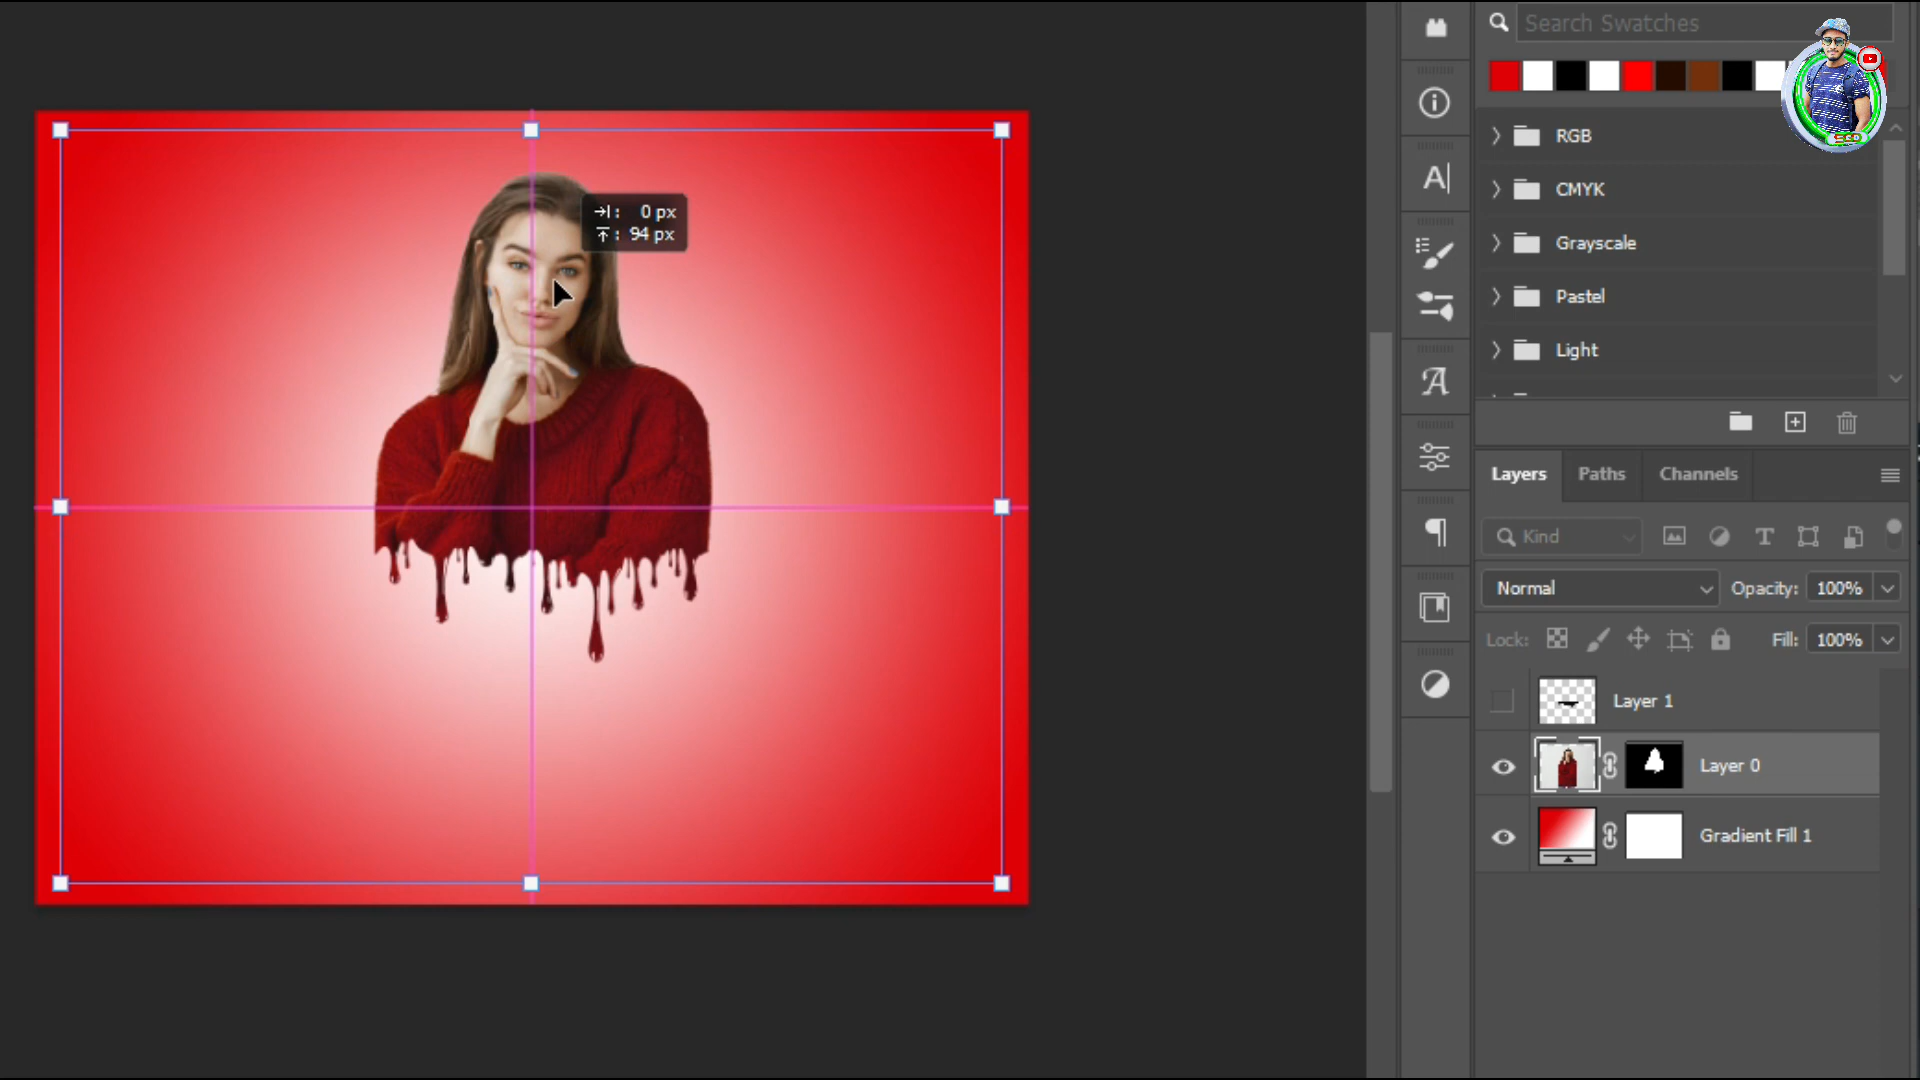 Search Swatches
RGB
CMYK
Grayscale
Pastel
Light
→|: 0 px
: 94 px
Layers Paths Channels
Kind
Normal Opacity: 100%
Lock: Fill: 100%
Layer 1
Layer 0
Gradient Fill 1